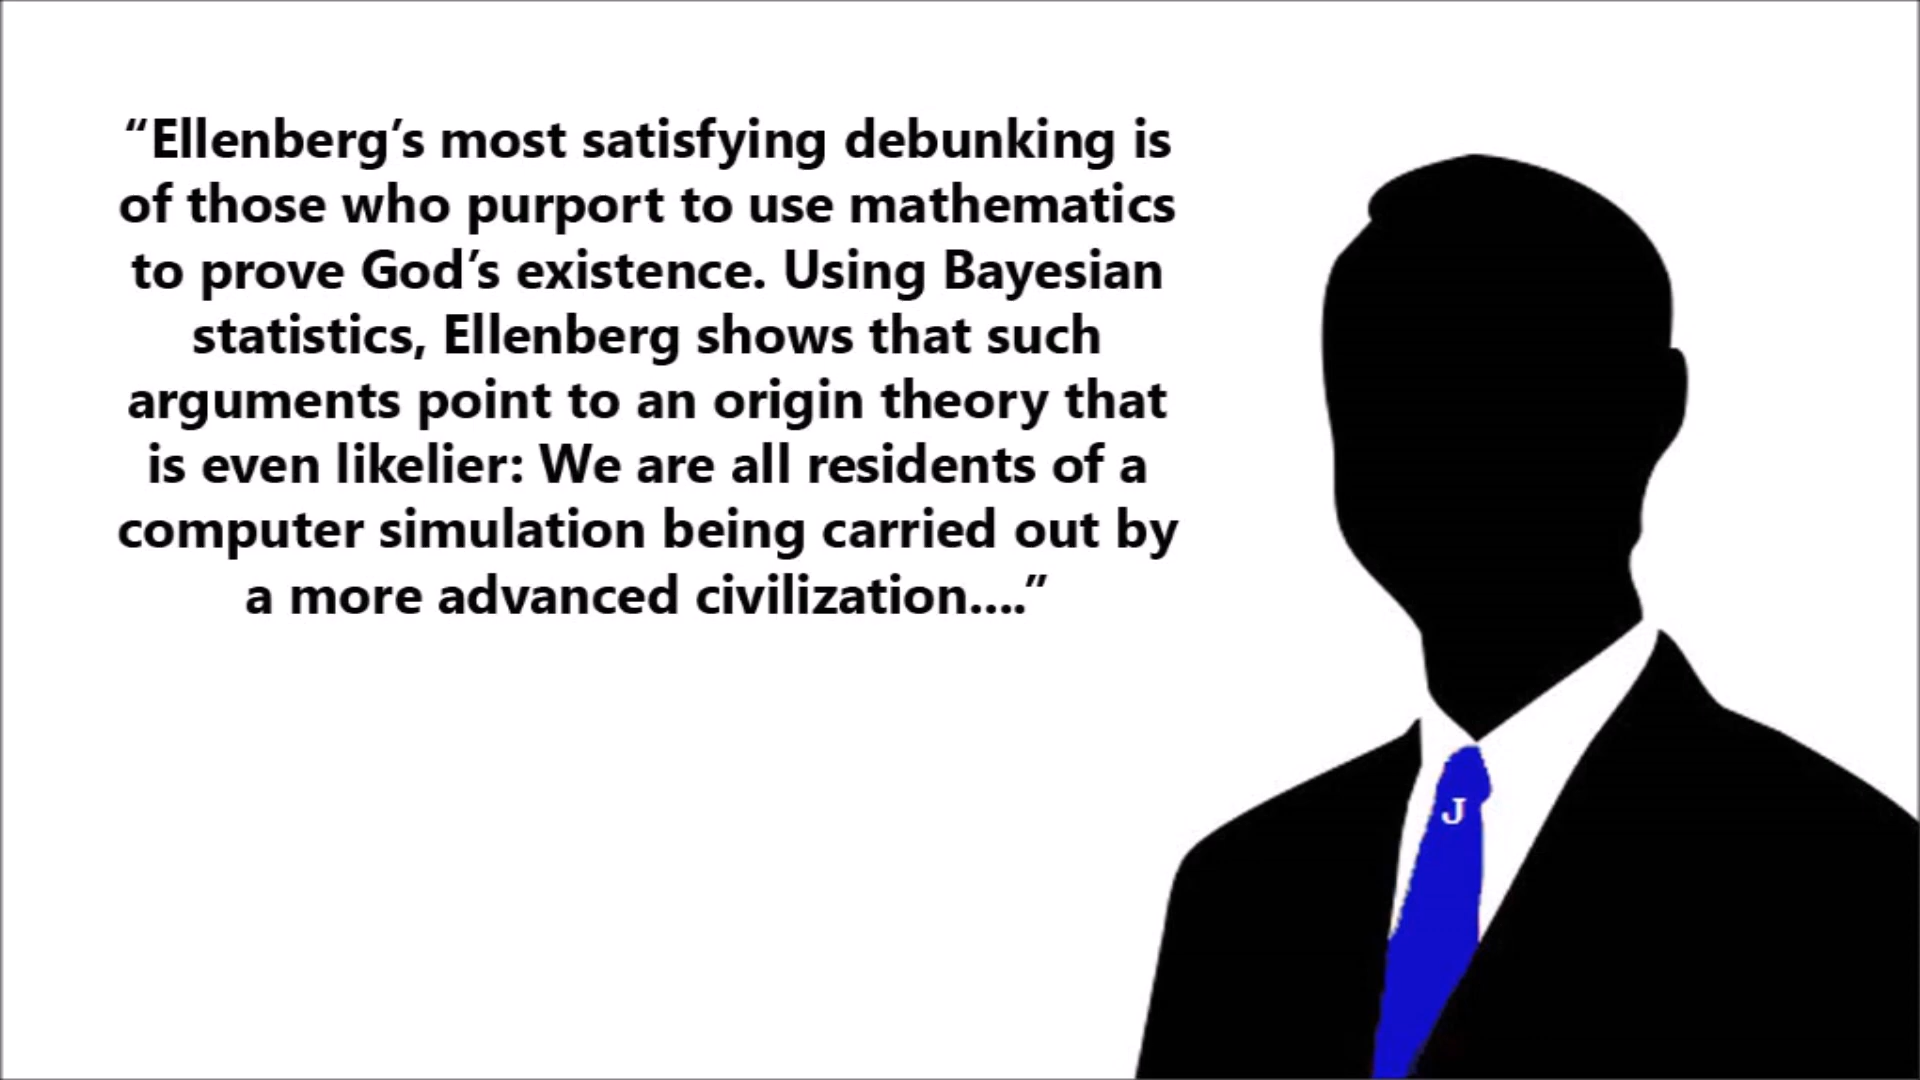 “Ellenberg’s most satisfying debunking is
of those who purport to use mathematics
to prove God’s existence. Using Bayesian
statistics, Ellenberg shows that such
arguments point to an origin theory that
is even likelier: We are all residents of a
computer simulation being carried out by
a more advanced civilization....”
J